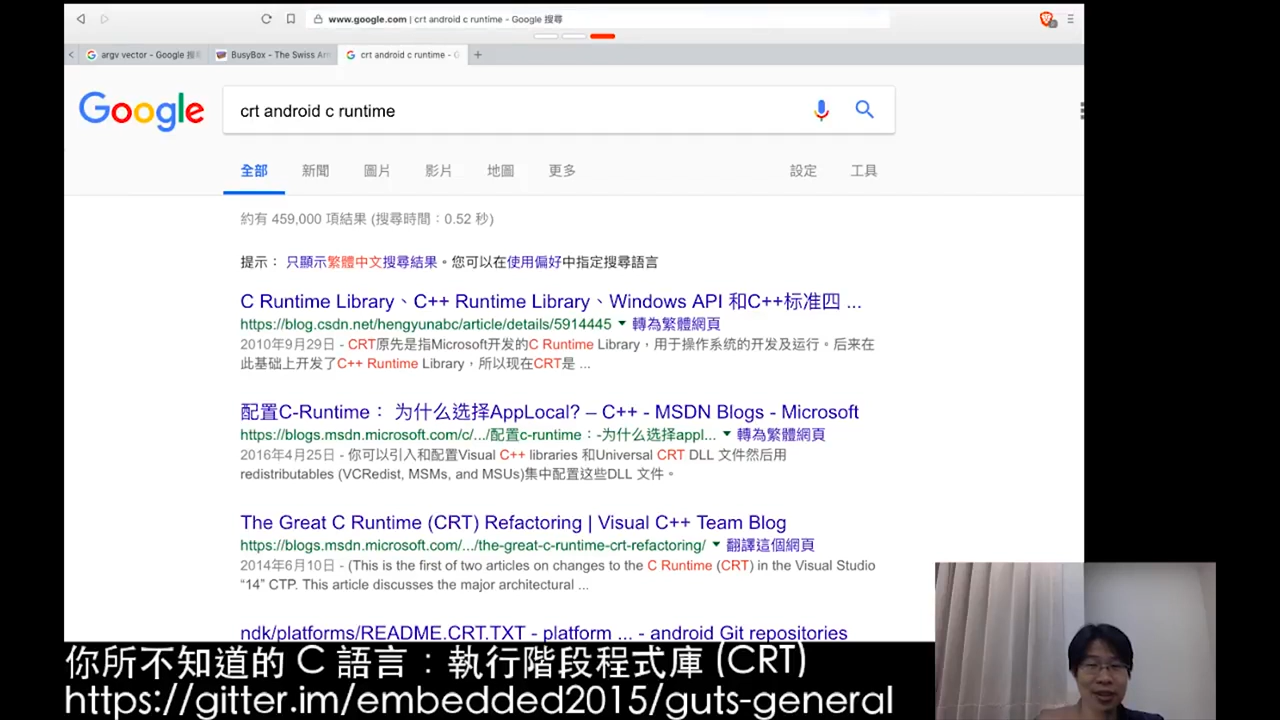 www.google.com | crt android c runtime - Google 搜尋
argv vector - Google 搜
BusyBox - The Swiss Arm
crt android c runtime - G
Google
crt android c runtime
全部 新聞 圖片 影片 地圖 更多 設定 工具
約有 459,000 項結果 (搜尋時間：0.52 秒)
提示： 只顯示繁體中文搜尋結果。您可以在使用偏好中指定搜尋語言
C Runtime Library、C++ Runtime Library、Windows API 和C++标准四 ...
https://blog.csdn.net/hengyunabc/article/details/5914445 轉為繁體網頁
2010年9月29日 - CRT原先是指Microsoft开发的C Runtime Library，用于操作系统的开发及运行。后来在
此基础上开发了C++ Runtime Library，所以现在CRT是 ...
配置C-Runtime： 为什么选择AppLocal? – C++ - MSDN Blogs - Microsoft
https://blogs.msdn.microsoft.com/c/.../配置c-runtime：-为什么选择appl... 轉為繁體網頁
2016年4月25日 - 你可以引入和配置Visual C++ libraries 和Universal CRT DLL 文件然后用
redistributables (VCRedist, MSMs, and MSUs)集中配置这些DLL 文件。
The Great C Runtime (CRT) Refactoring | Visual C++ Team Blog
https://blogs.msdn.microsoft.com/.../the-great-c-runtime-crt-refactoring/ 翻譯這個網頁
2014年6月10日 - (This is the first of two articles on changes to the C Runtime (CRT) in the Visual Studio
“14” CTP. This article discusses the major architectural ...
ndk/platforms/README.CRT.TXT - platform ... - android Git repositories
你所不知道的 C 語言：執行階段程式庫 (CRT)
https://gitter.im/embedded2015/guts-general